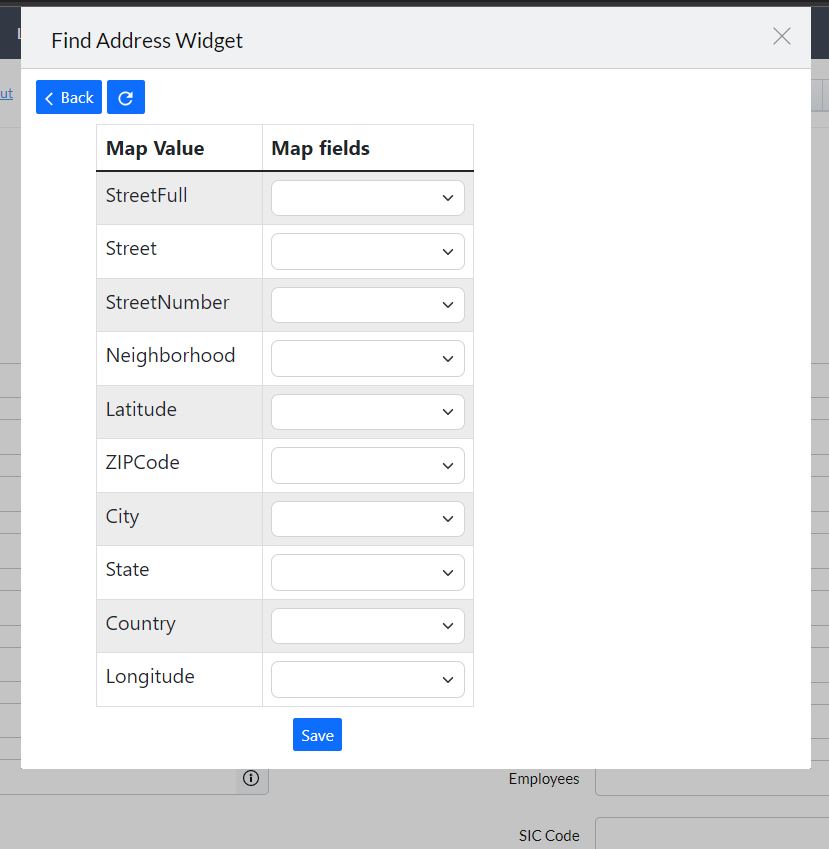 Find Address Widget
ut
Back
Map Value Map fields
StreetFull
Street
StreetNumber
Neighborhood
Latitude
ZIPCode
City
State
Country
Longitude
Save
Employees
SIC Code